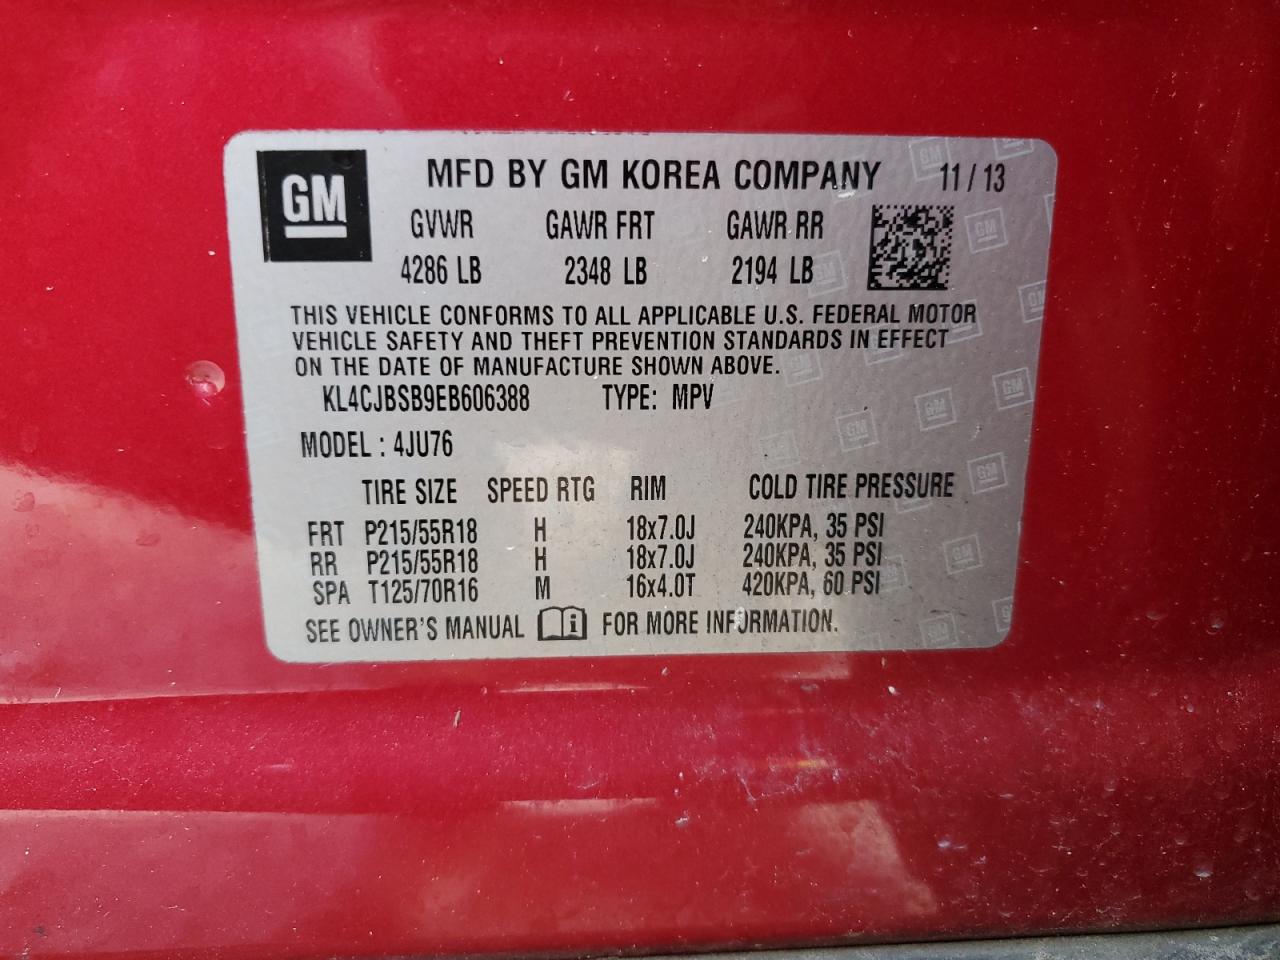 GM
MFD BY GM KOREA COMPANY 11/13
GVWR GAWR FRT GAWR RR
4286 LB 2348 LB 2194 LB
THIS VEHICLE CONFORMS TO ALL APPLICABLE U.S. FEDERAL MOTOR
VEHICLE SAFETY AND THEFT PREVENTION STANDARDS IN EFFECT
ON THE DATE OF MANUFACTURE SHOWN ABOVE.
KL4CJBSB9EB606388 TYPE: MPV
MODEL : 4JU76
TIRE SIZE SPEED RTG RIM COLD TIRE PRESSURE
FRT P215/55R18 H 18x7.0J 240KPA, 35 PSI
RR P215/55R18 H 18x7.0J 240KPA, 35 PSI
SPA T125/70R16 M 16x4.0T 420KPA, 60 PSI
SEE OWNER'S MANUAL i FOR MORE INFORMATION.